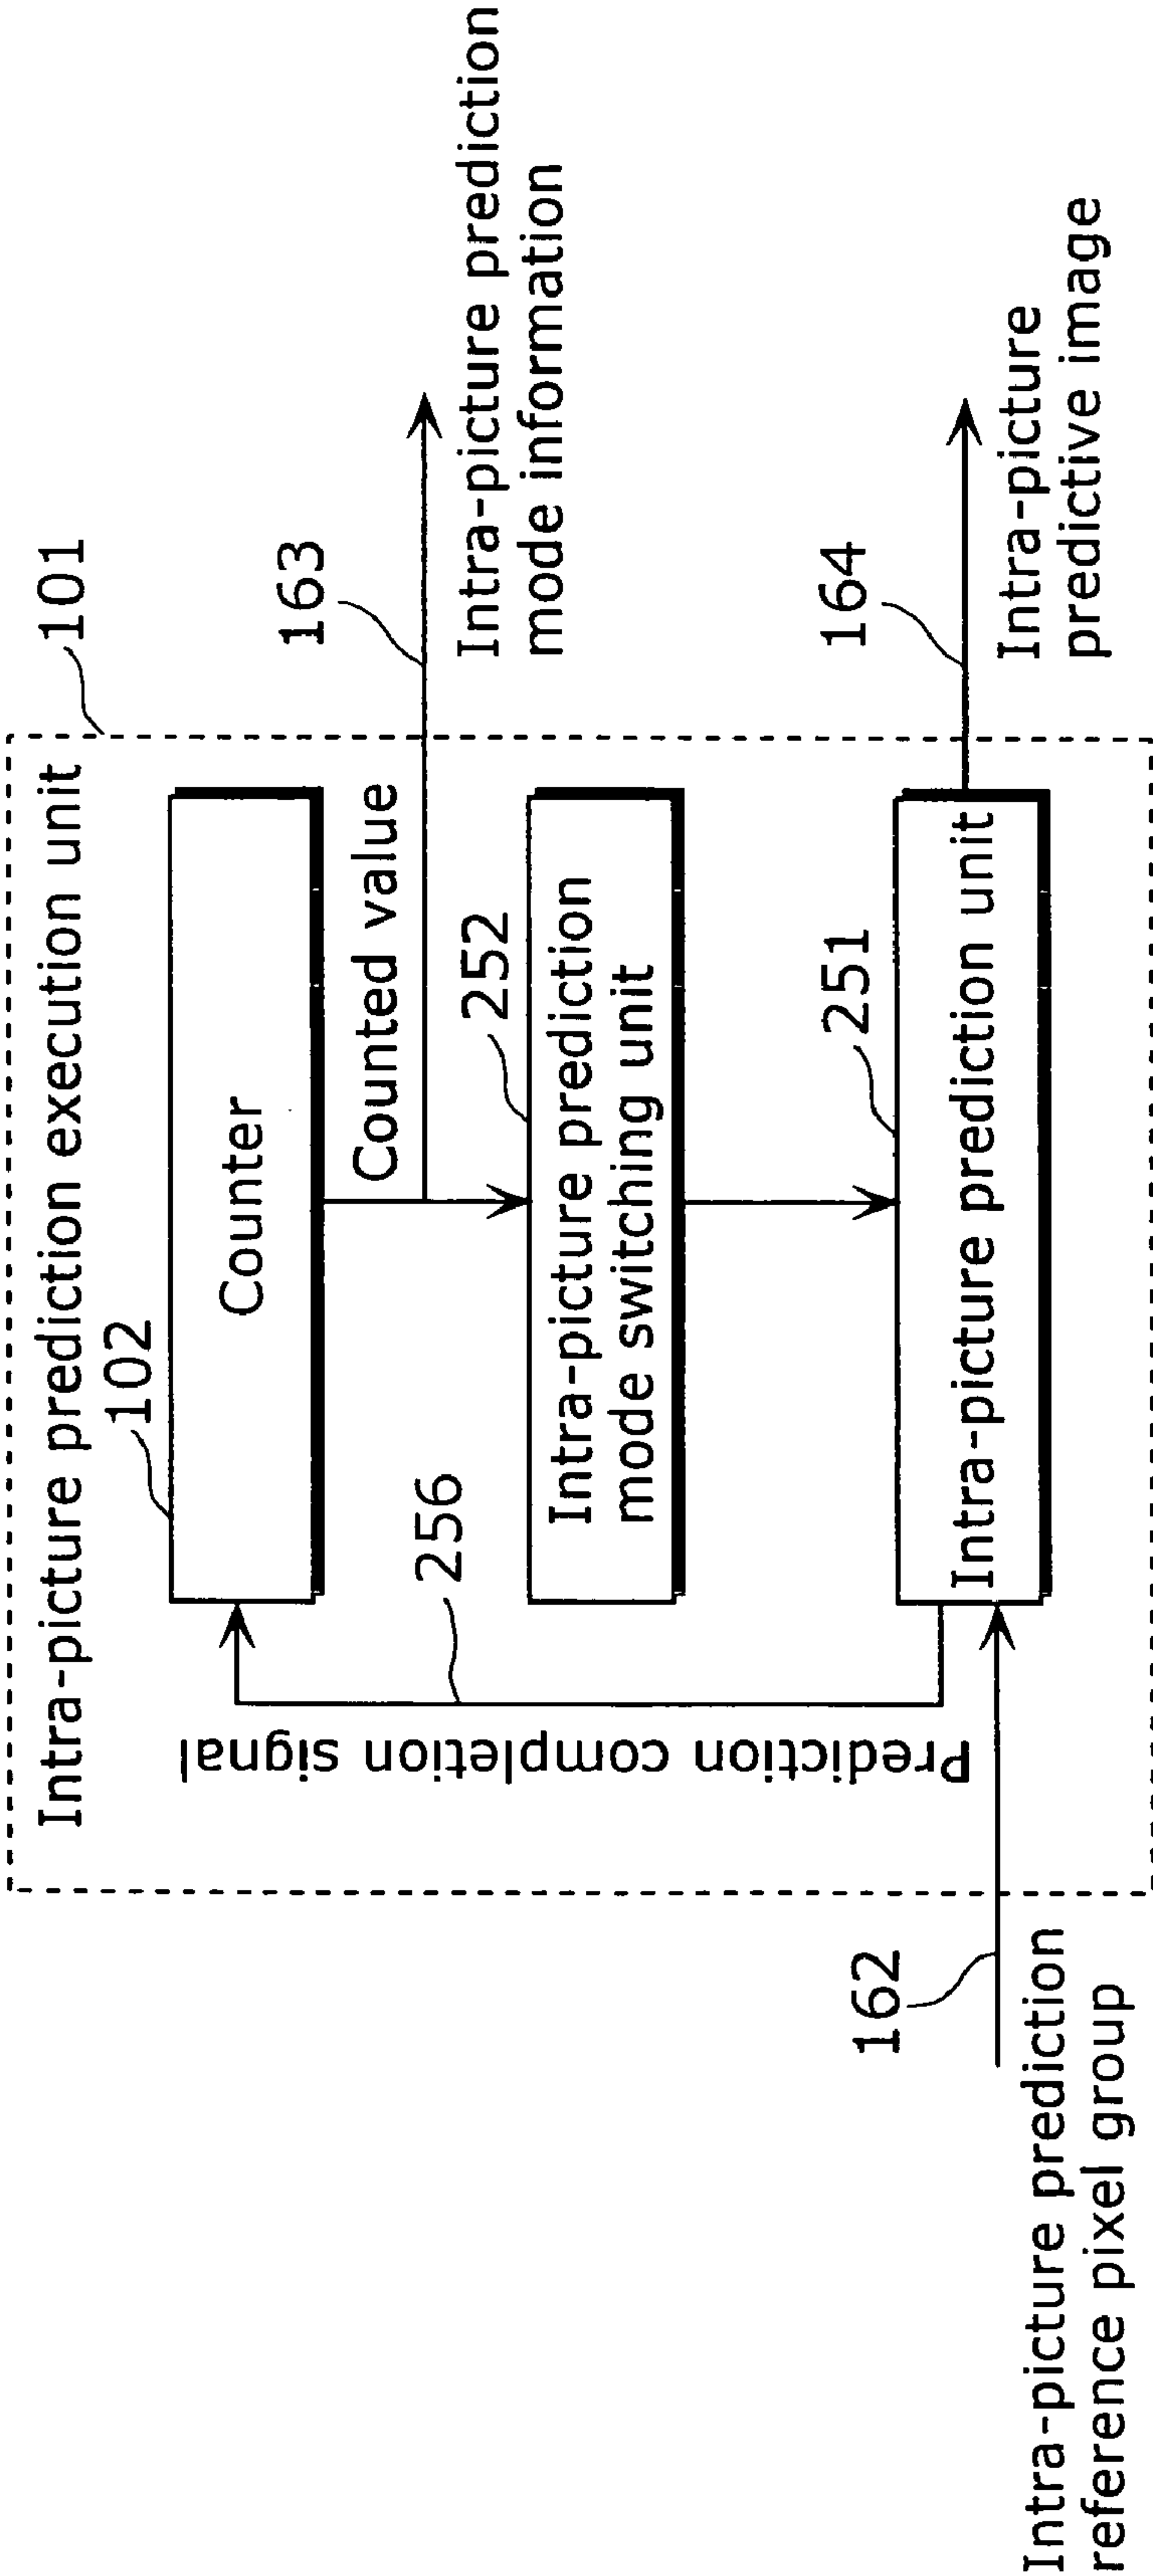 Intra-picture prediction execution unit
101
102
Counter
163
Counted value
Intra-picture prediction
mode information
256
252
Intra-picture prediction
mode switching unit
Prediction completion signal
251
164
Intra-picture prediction unit
Intra-picture
predictive image
162
Intra-picture prediction
reference pixel group